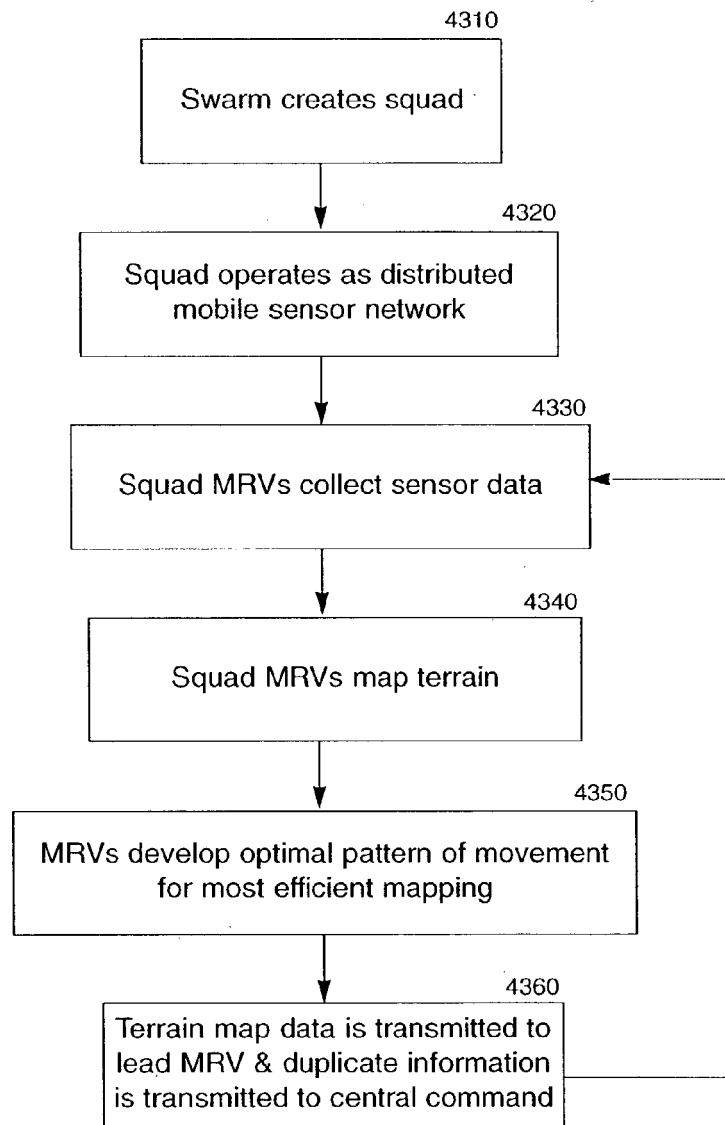 4310
Swarm creates squad
4320
Squad operates as distributed
mobile sensor network
4330
Squad MRVs collect sensor data
4340
Squad MRVs map terrain
4350
MRVs develop optimal pattern of movement
for most efficient mapping
4360
Terrain map data is transmitted to
lead MRV & duplicate information
is transmitted to central command